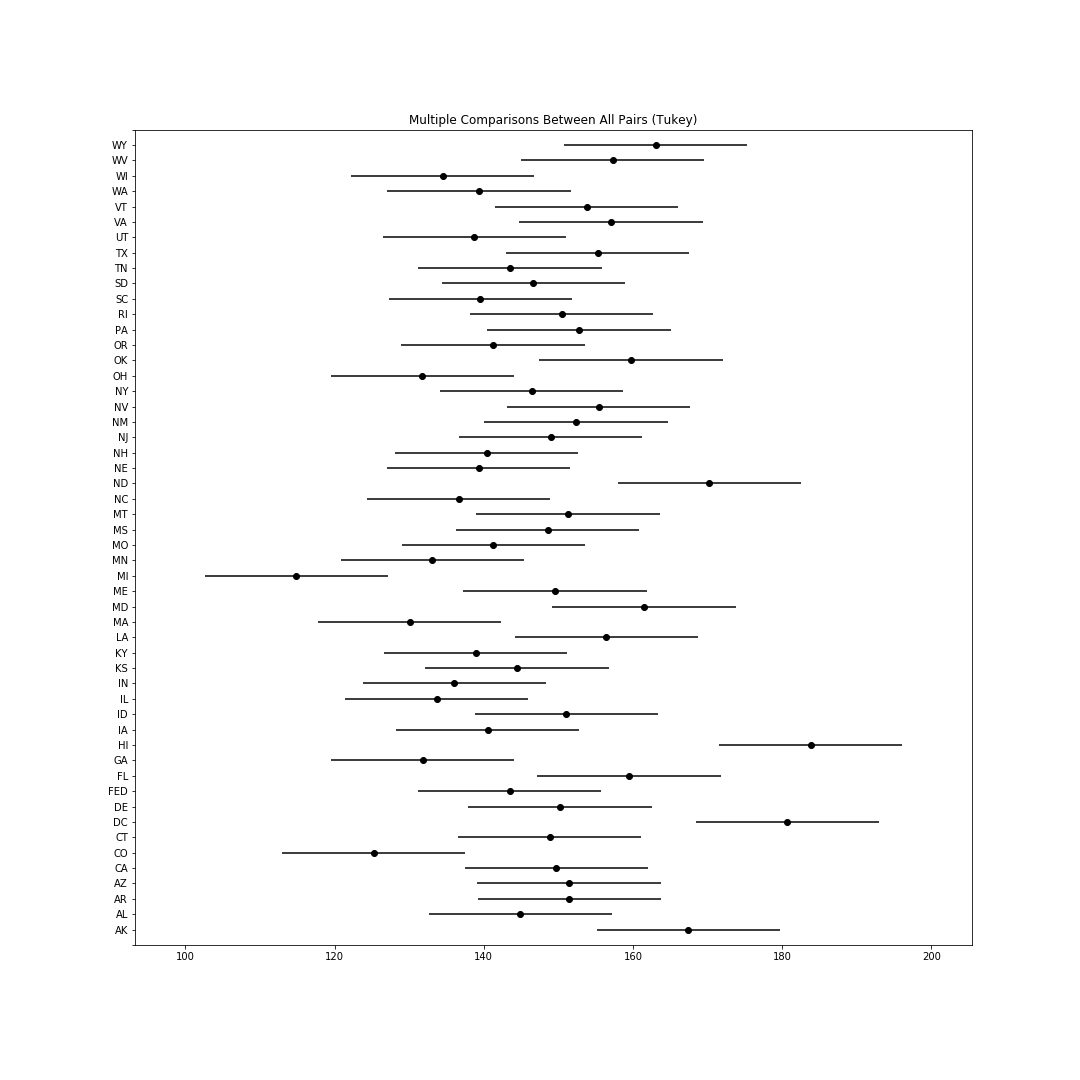 Multiple Comparisons Between All Pairs (Tukey)
WY
WV
WI
WA
VT
VA
UT
TX
TN
SD
SC
RI
PA
OR
OK
OH
NY
NV
NM
NJ
NH
NE
ND
NC
MT
MS
MO
MN
MI
ME
MD
MA
LA
KY
KS
IN
IL
ID
IA
HI
GA
FL
FED
DE
DC
CT
CO
CA
AZ
AR
AL
AK
100 120 140 160 180 200